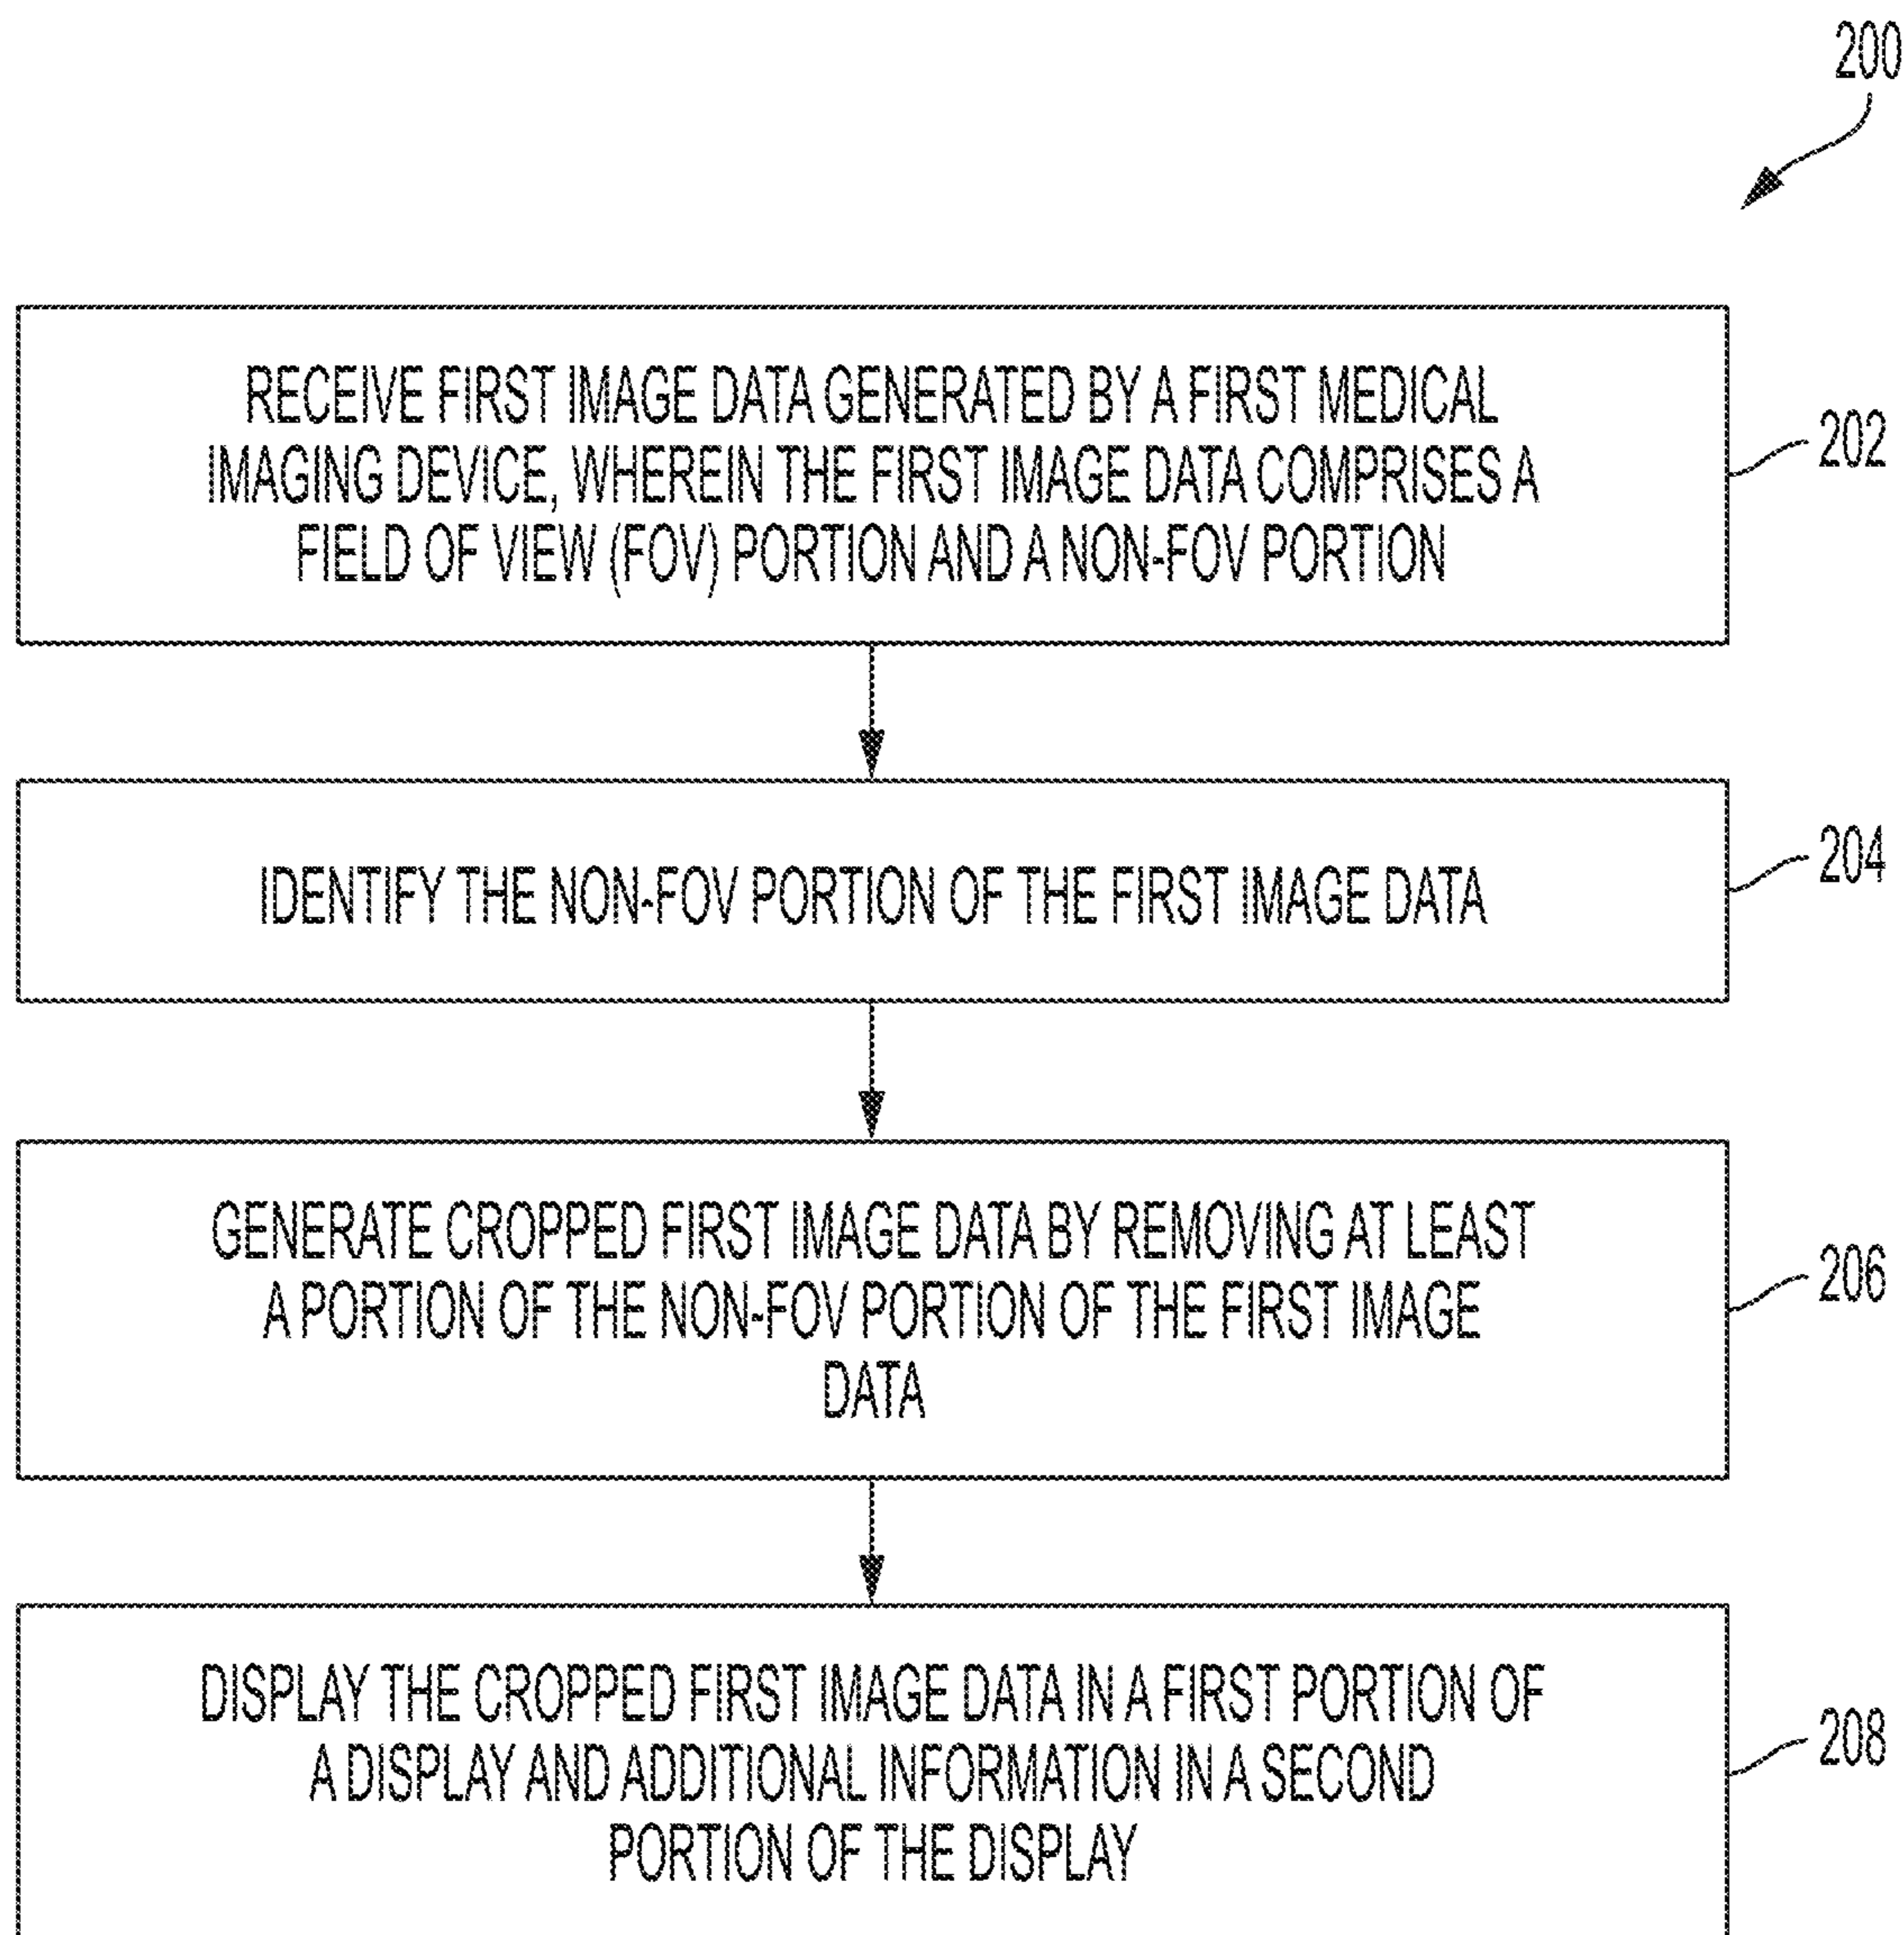 200
RECEIVE FIRST IMAGE DATA GENERATED BY A FIRST MEDICAL
IMAGING DEVICE, WHEREIN THE FIRST IMAGE DATA COMPRISES A
FIELD OF VIEW (FOV) PORTION AND A NON-FOV PORTION
202
IDENTIFY THE NON-FOV PORTION OF THE FIRST IMAGE DATA
204
GENERATE CROPPED FIRST IMAGE DATA BY REMOVING AT LEAST
A PORTION OF THE NON-FOV PORTION OF THE FIRST IMAGE
DATA
206
DISPLAY THE CROPPED FIRST IMAGE DATA IN A FIRST PORTION OF
A DISPLAY AND ADDITIONAL INFORMATION IN A SECOND
PORTION OF THE DISPLAY
208